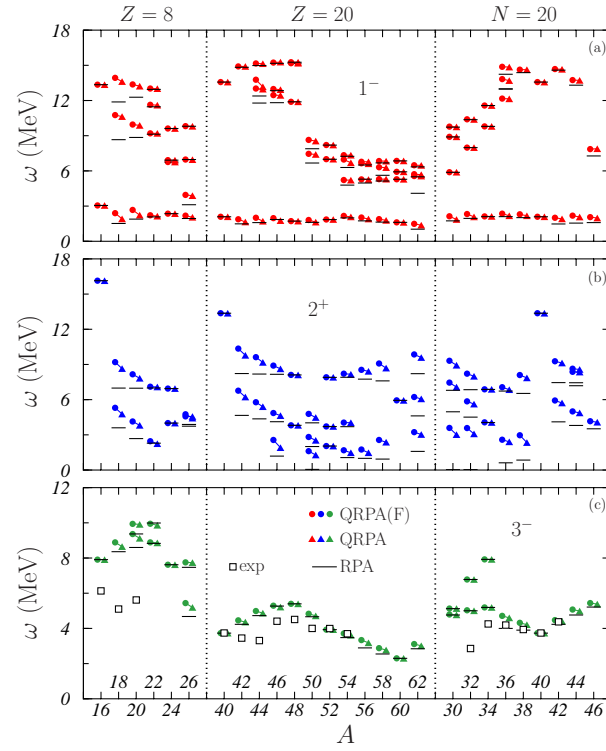 Z = 8 Z = 20 N = 20
18 (a)
1⁻
12
ω (MeV)
6
0
18 (b)
2⁺
12
ω (MeV)
6
0
12 (c)
QRPA(F) 3⁻
QRPA
8
exp RPA
ω (MeV)
4
18 22 26 42 46 50 54 58 62 32 36 40 44
0
16 20 24 40 44 48 52 56 60 30 34 38 42 46
A